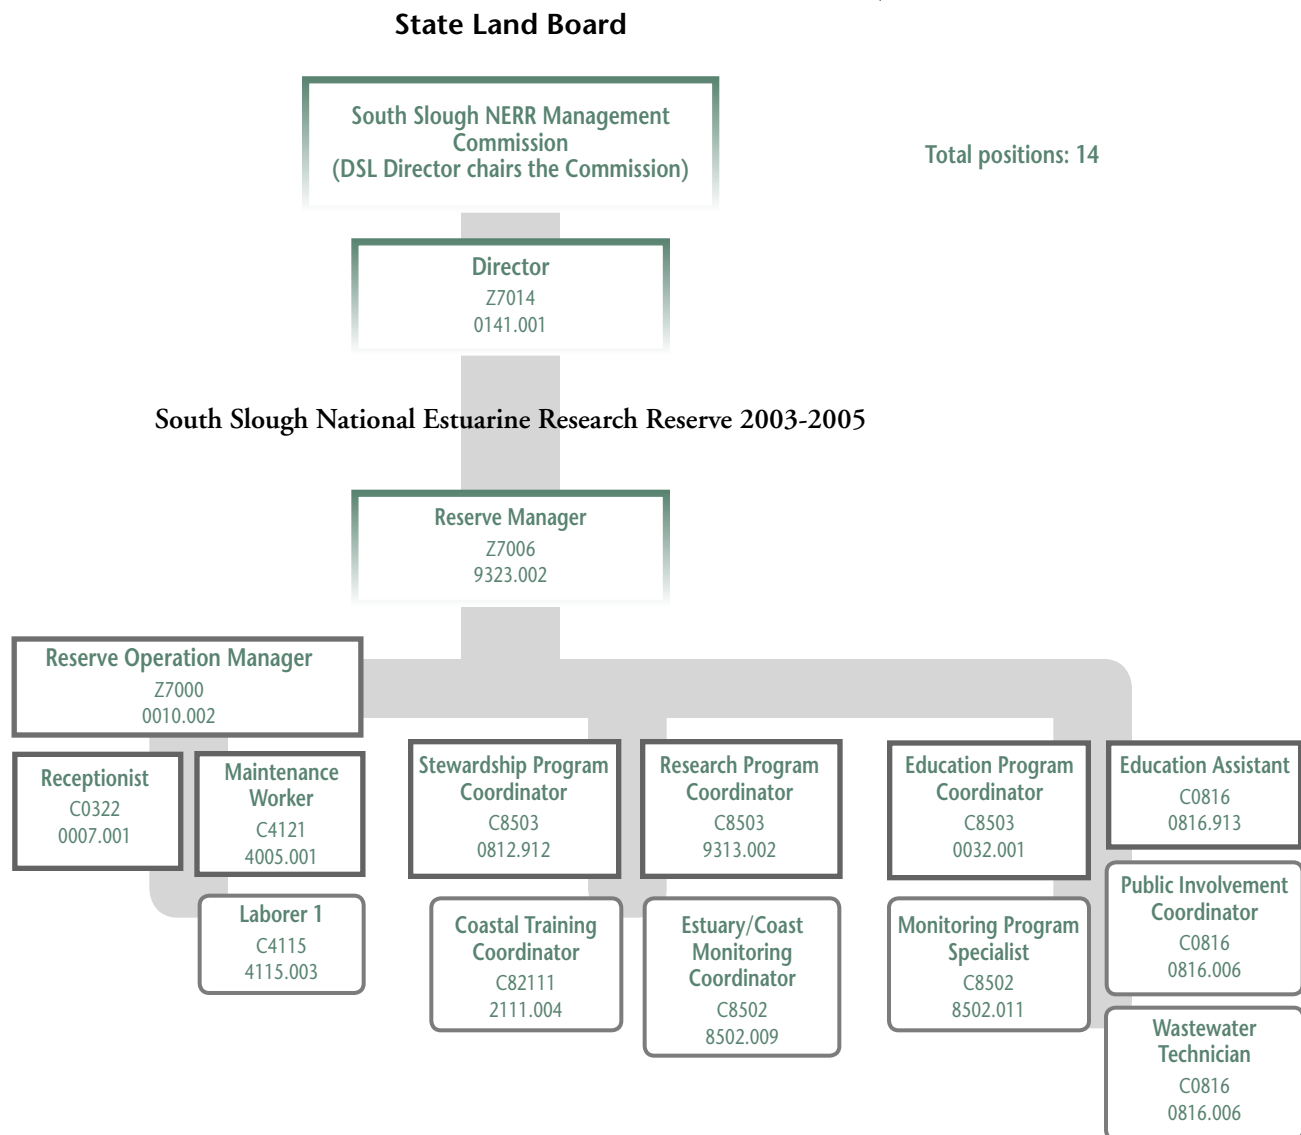 State Land Board
South Slough NERR Management
Commission
(DSL Director chairs the Commission)
Total positions: 14
Director
Z7014
0141.001
South Slough National Estuarine Research Reserve 2003-2005
Reserve Manager
Z7006
9323.002
Reserve Operation Manager
Z7000
0010.002
Receptionist
C0322
0007.001
Maintenance
Worker
C4121
4005.001
Laborer 1
C4115
4115.003
Stewardship Program
Coordinator
C8503
0812.912
Research Program
Coordinator
C8503
9313.002
Coastal Training
Coordinator
C82111
2111.004
Estuary/Coast
Monitoring
Coordinator
C8502
8502.009
Education Program
Coordinator
C8503
0032.001
Education Assistant
C0816
0816.913
Monitoring Program
Specialist
C8502
8502.011
Public Involvement
Coordinator
C0816
0816.006
Wastewater
Technician
C0816
0816.006